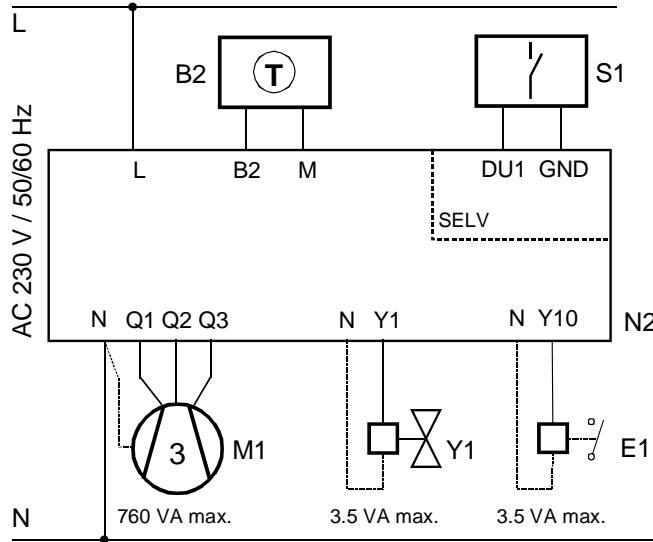 L
B2 T S1
AC 230 V / 50/60 Hz
L B2 M DU1 GND
SELV
N Q1 Q2 Q3 N Y1 N Y10 N2
3 M1 Y1 E1
N 760 VA max. 3.5 VA max. 3.5 VA max.